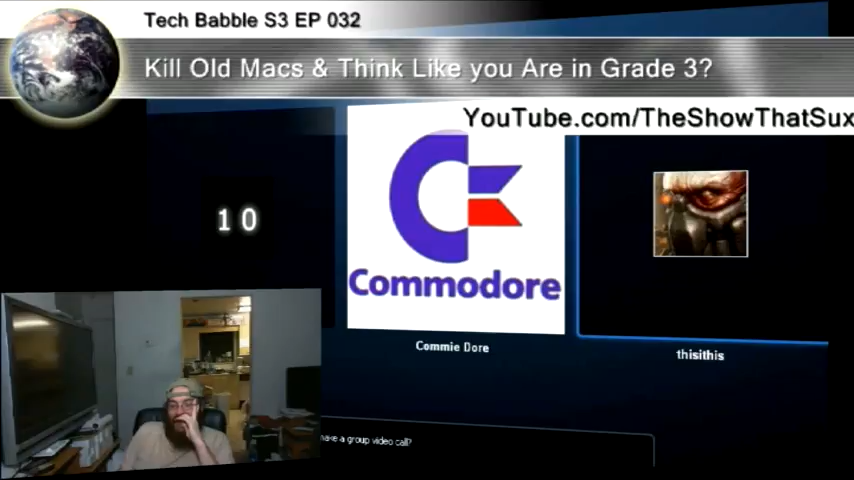 Tech Babble S3 EP 032
Kill Old Macs & Think Like you Are in Grade 3?
YouTube.com/TheShowThatSux
10
Commodore
Commie Dore
thisithis
make a group video call?